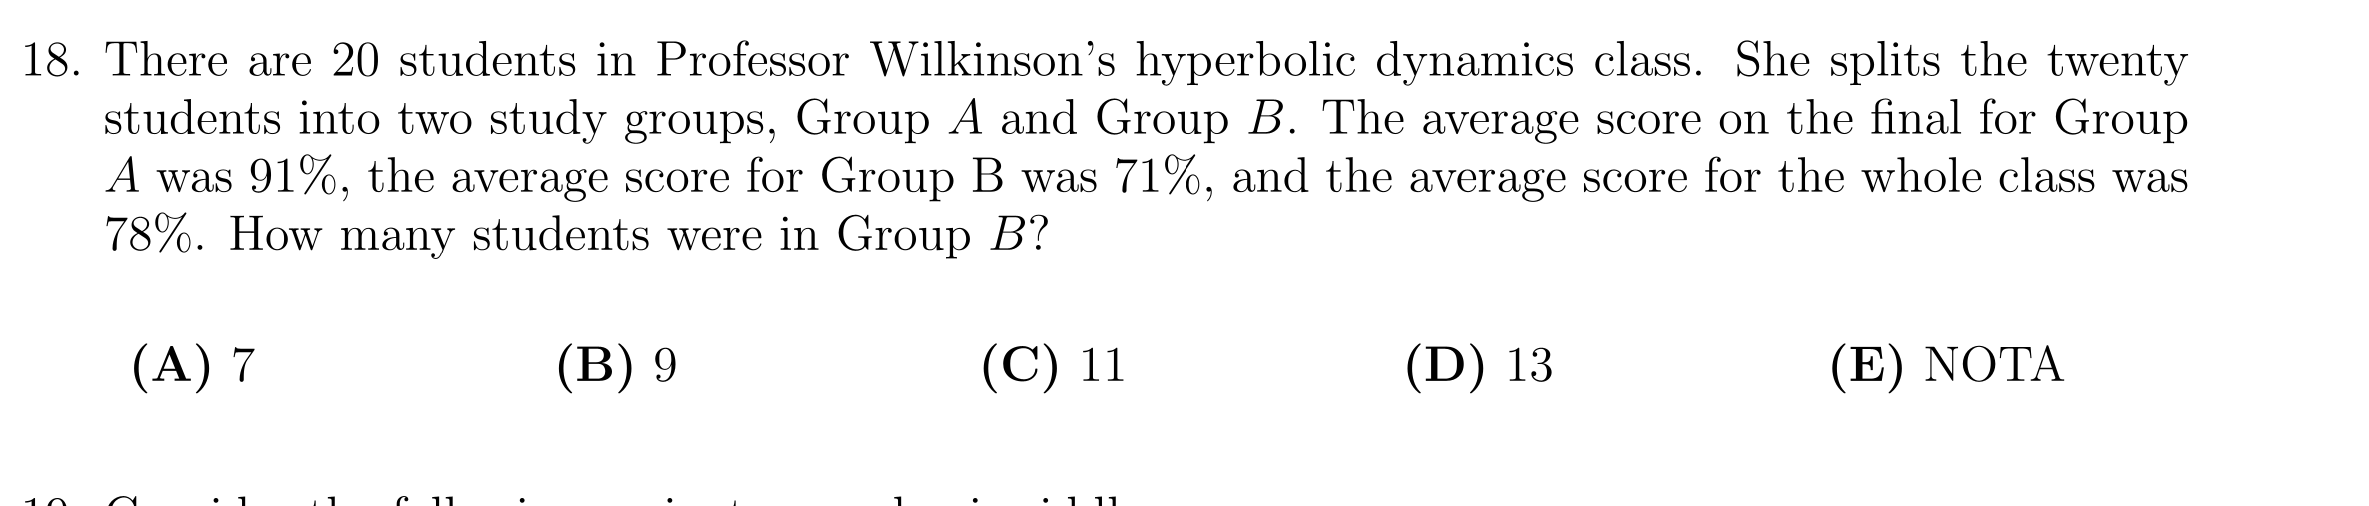 18. There are 20 students in Professor Wilkinson's hyperbolic dynamics class. She splits the twenty
students into two study groups, Group A and Group B. The average score on the final for Group
A was 91%, the average score for Group B was 71%, and the average score for the whole class was
78%. How many students were in Group B?
(A) 7 (B) 9 (C) 11 (D) 13 (E) NOTA